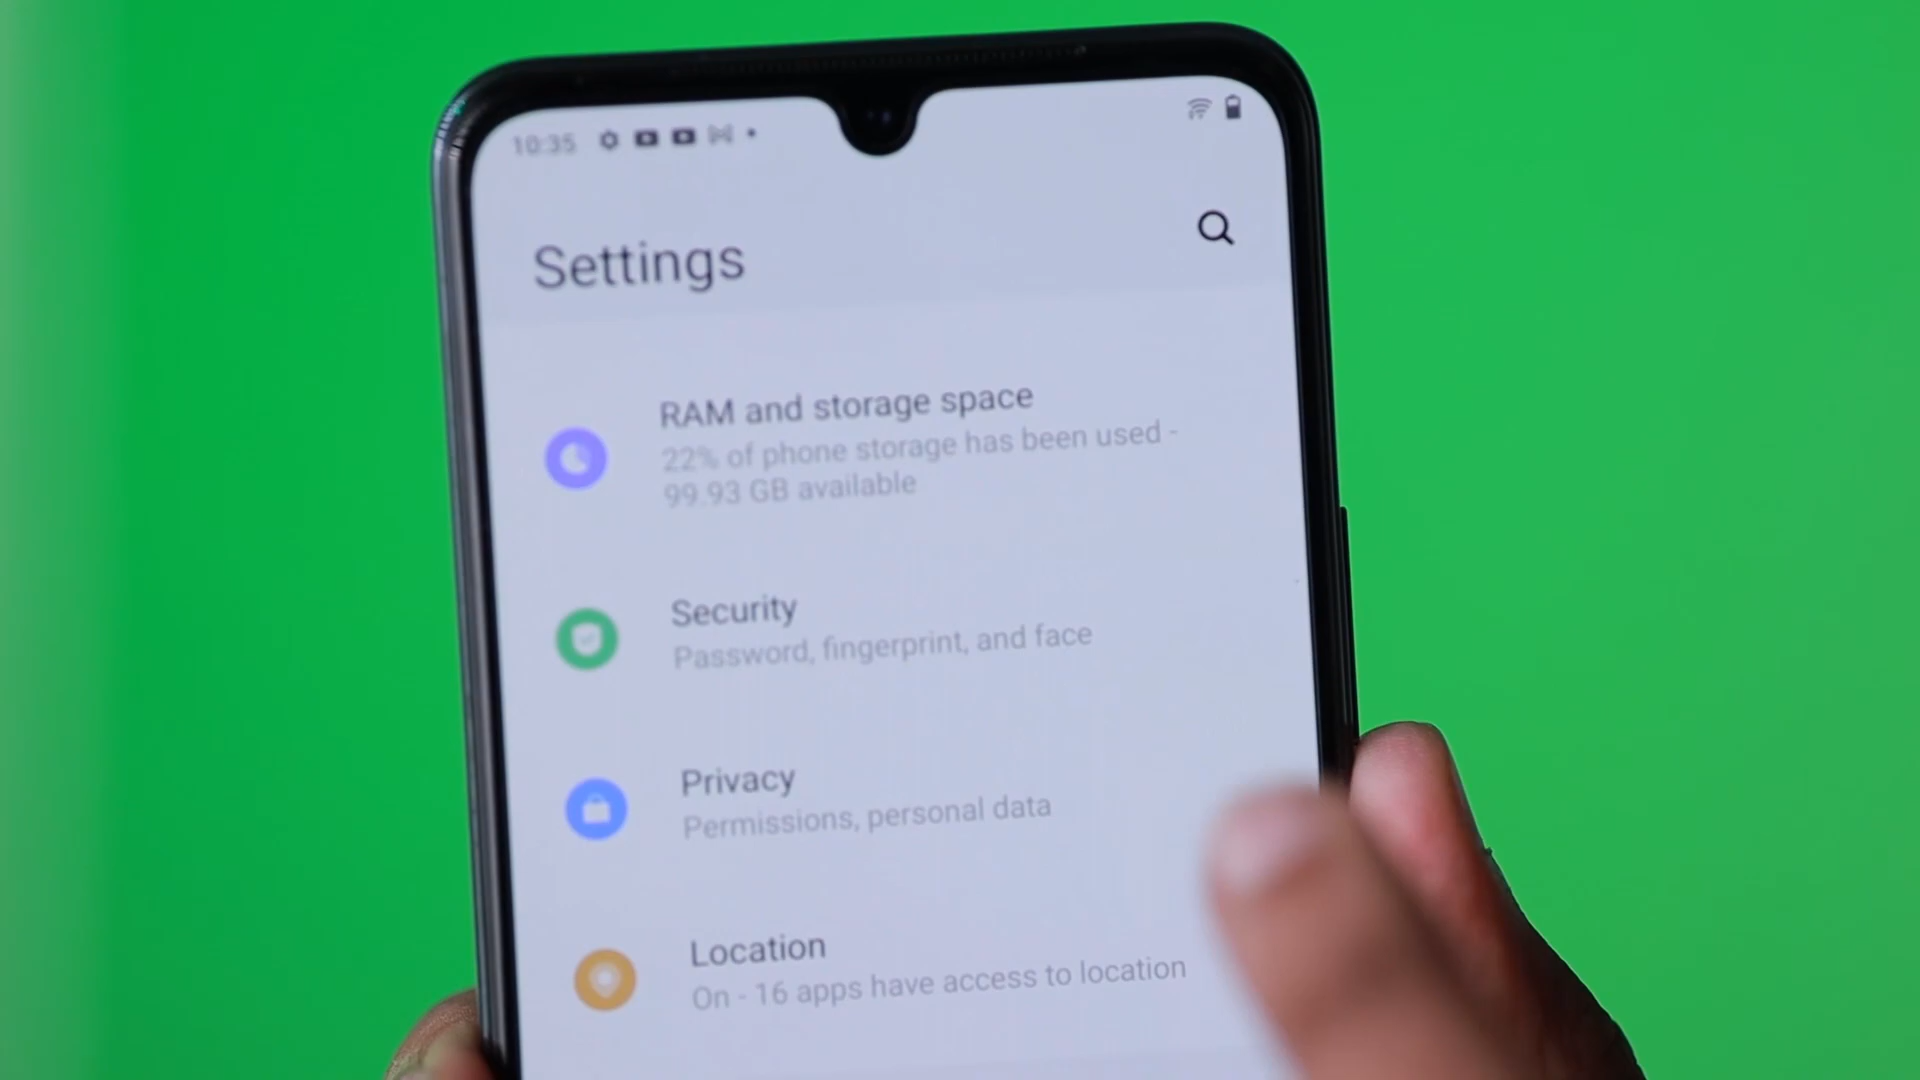 10:35
Settings
RAM and storage space
22% of phone storage has been used -
99.93 GB available
Security
Password, fingerprint, and face
Privacy
Permissions, personal data
Location
On - 16 apps have access to location